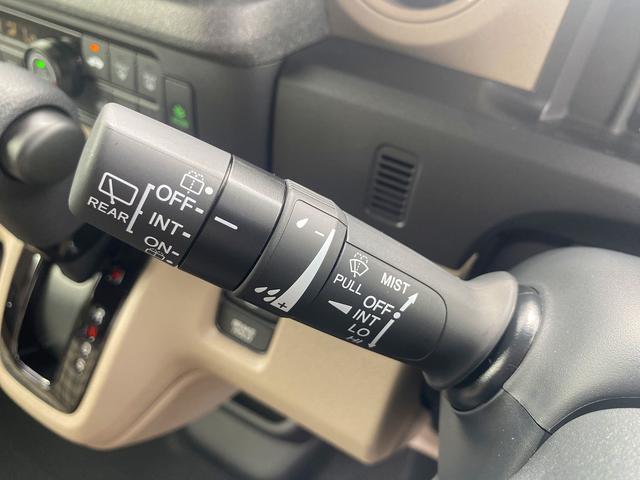 OFF
INT
ON
REAR
MIST
PULL
OFF
INT
LO
HI